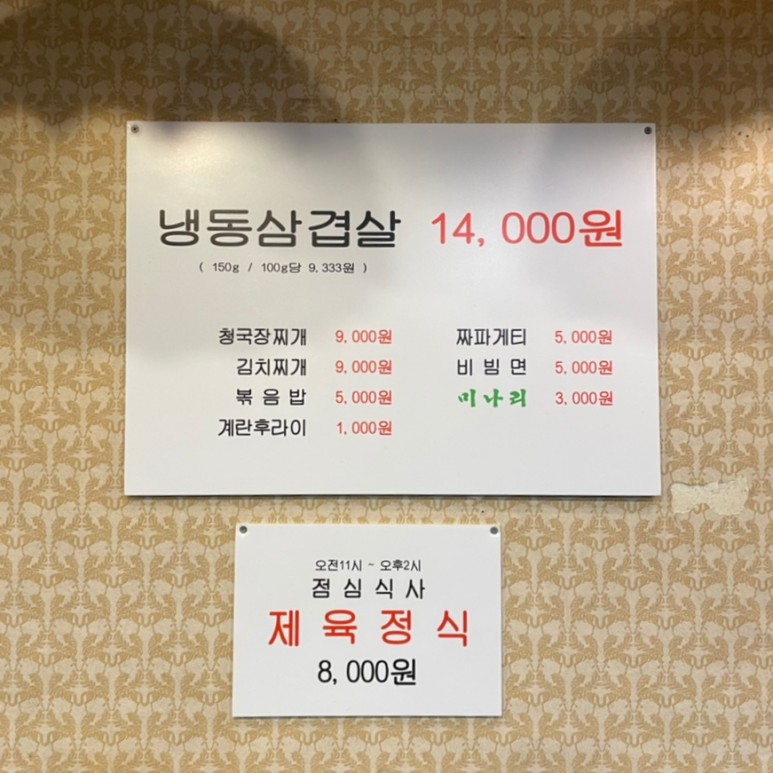 냉동삼겹살 14,000원
( 150g / 100g당 9,333원 )
청국장찌개 9,000원 짜파게티 5,000원
김치찌개 9,000원 비빙면 5,000원
볶음밥 5,000원 미나리 3,000원
계란후라이 1,000원
오전11시 ~ 오후2시
점심식사
제육정식
8,000원